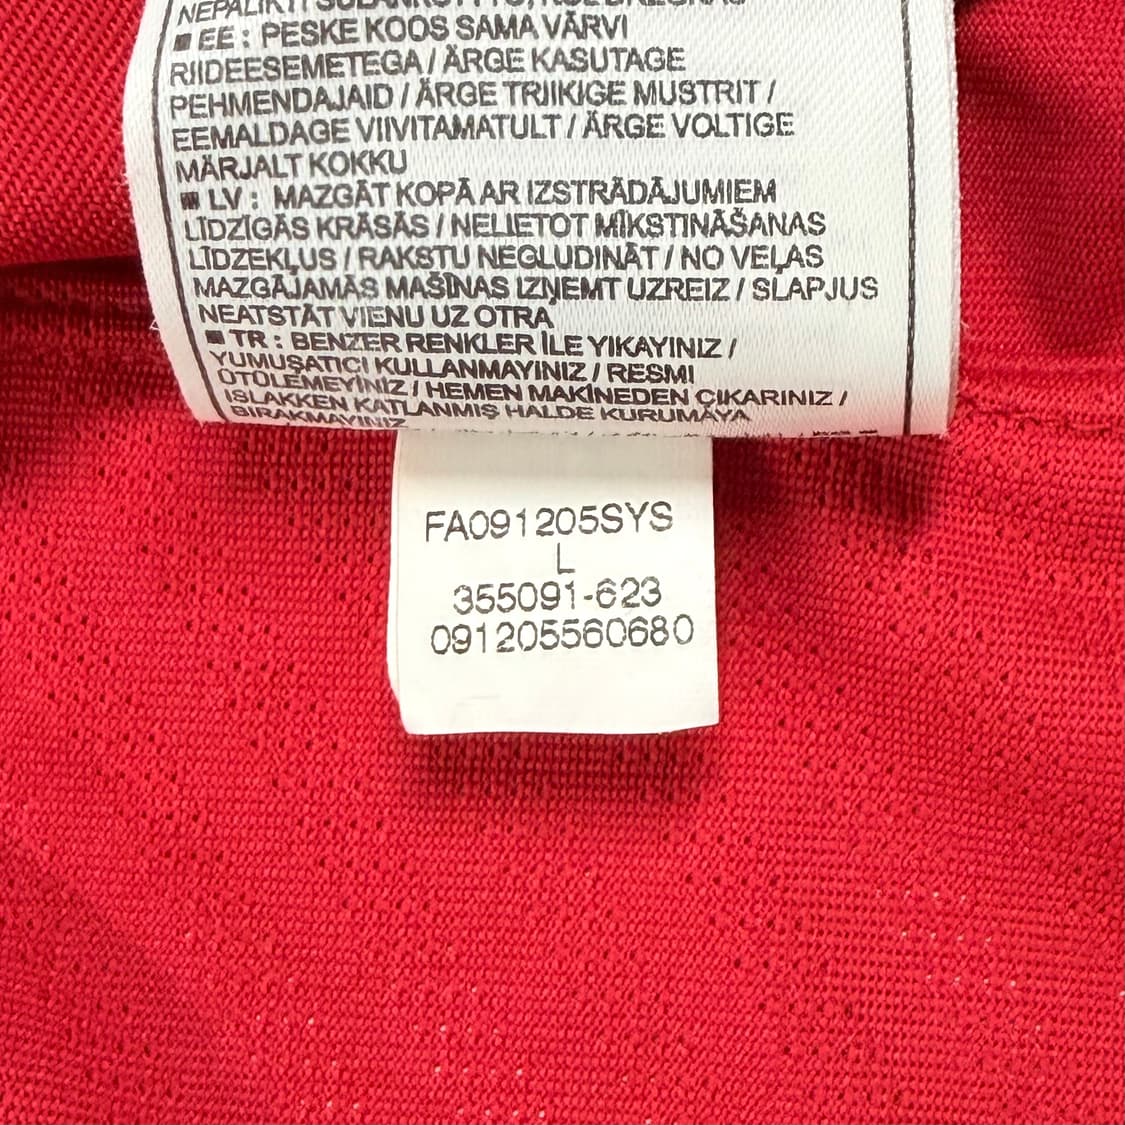 ■ EE : PESKE KOOS SAMA VÄRVI
RIIDEESEMETEGA / ÄRGE KASUTAGE
PEHMENDAJAID / ÄRGE TRIIKIGE MUSTRIT /
EEMALDAGE VIIVITAMATULT / ÄRGE VOLTIGE
MÄRJALT KOKKU
■ LV : MAZGĀT KOPĀ AR IZSTRĀDĀJUMIEM
LĪDZĪGĀS KRĀSĀS / NELIETOT MĪKSTINĀŠANAS
LĪDZEKĻUS / RAKSTU NEGLUDINĀT / NO VEĻAS
MAZGĀJAMĀS MAŠĪNAS IZŅEMT UZREIZ / SLAPJUS
NEATSTĀT VIENU UZ OTRA
■ TR : BENZER RENKLER İLE YIKAYINIZ /
YUMUŞATICI KULLANMAYINIZ / RESMI
ÜTÜLEMEYİNİZ / HEMEN MAKİNEDEN ÇIKARINIZ /
ISLAKKEN KATLANMIŞ HALDE KURUMAYA
BIRAKMAYINIZ
FA091205SYS
L
355091-623
091205560680